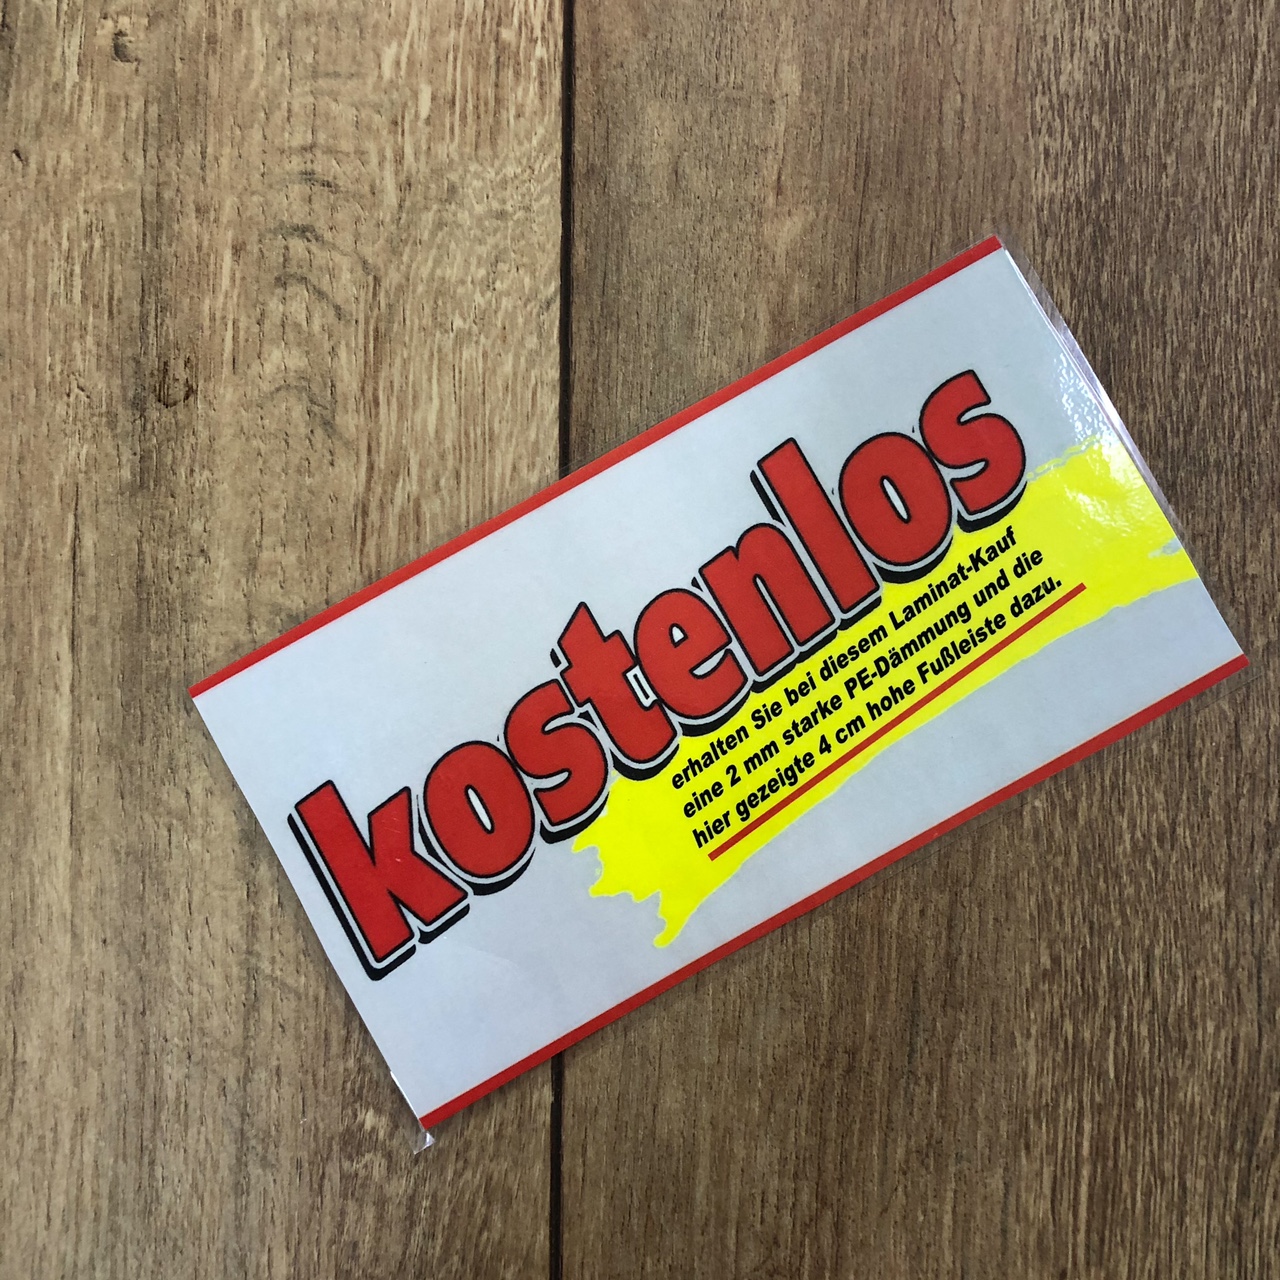 kostenlos
erhalten Sie bei diesem Laminat-Kauf
eine 2 mm starke PE-Dämmung und die
hier gezeigte 4 cm hohe Fußleiste dazu.